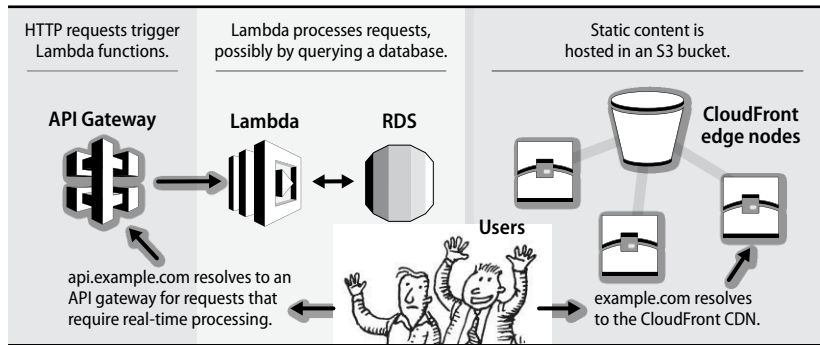 HTTP requests trigger
Lambda functions.
Lambda processes requests,
possibly by querying a database.
Static content is
hosted in an S3 bucket.
API Gateway
Lambda
RDS
CloudFront
edge nodes
Users
api.example.com resolves to an
API gateway for requests that
require real-time processing.
example.com resolves
to the CloudFront CDN.